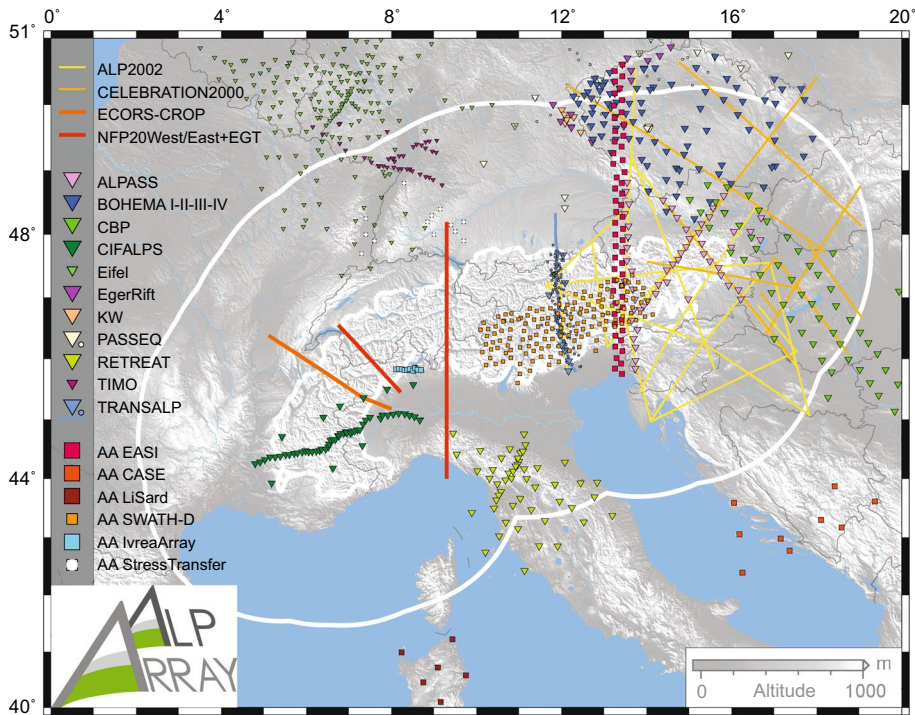 0° 4° 8° 12° 16° 20°
51°
48°
44°
40°
ALP2002
CELEBRATION2000
ECORS-CROP
NFP20West/East+EGT
ALPASS
BOHEMA I-II-III-IV
CBP
CIFALPS
Eifel
EgerRift
KW
PASSEQ
RETREAT
TIMO
TRANSALP
AA EASI
AA CASE
AA LiSard
AA SWATH-D
AA IvreaArray
AA StressTransfer
ALP
ARRAY
m
0 Altitude 1000